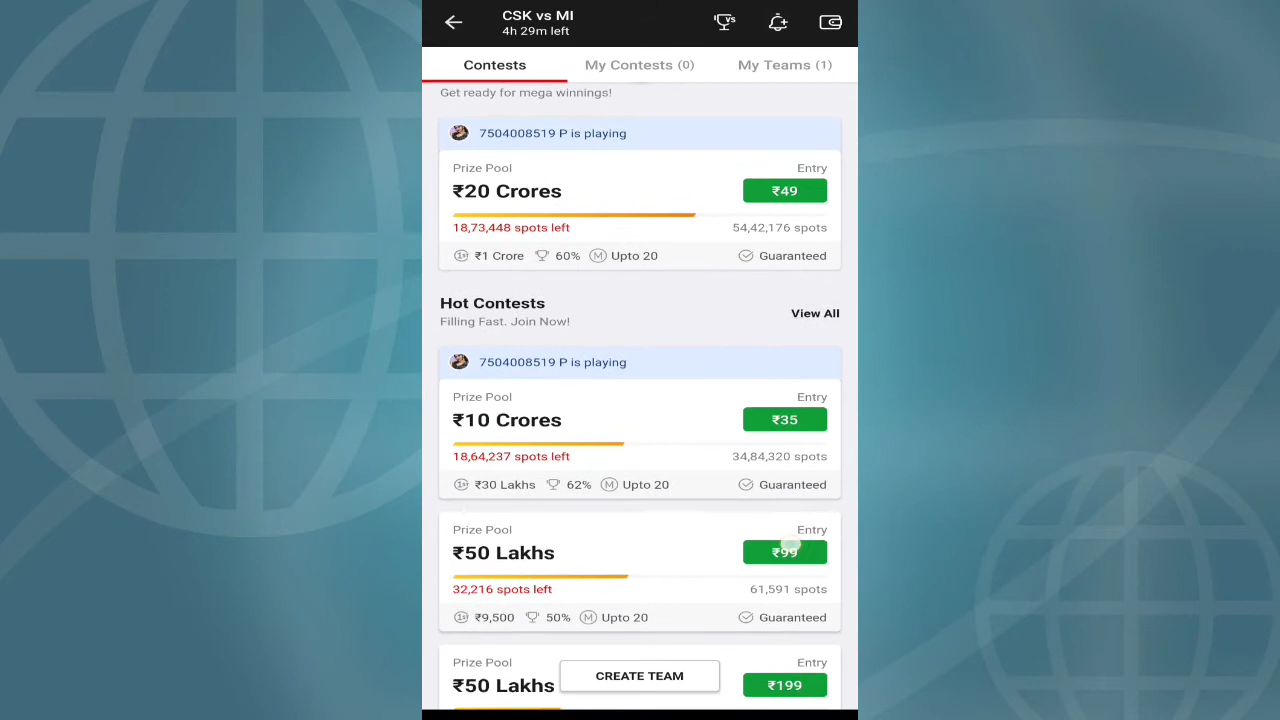 CSK vs MI
4h 29m left
VS
Contests
My Contests (0)
My Teams (1)
Get ready for mega winnings!
7504008519 P is playing
Prize Pool
Entry
₹20 Crores
₹49
18,73,448 spots left
54,42,176 spots
₹1 Crore
60%
M
Upto 20
Guaranteed
Hot Contests
View All
Filling Fast. Join Now!
7504008519 P is playing
Prize Pool
Entry
₹10 Crores
₹35
18,64,237 spots left
34,84,320 spots
₹30 Lakhs
62%
M
Upto 20
Guaranteed
Prize Pool
Entry
₹50 Lakhs
₹99
32,216 spots left
61,591 spots
₹9,500
50%
M
Upto 20
Guaranteed
Prize Pool
Entry
₹50 Lakhs
CREATE TEAM
₹199